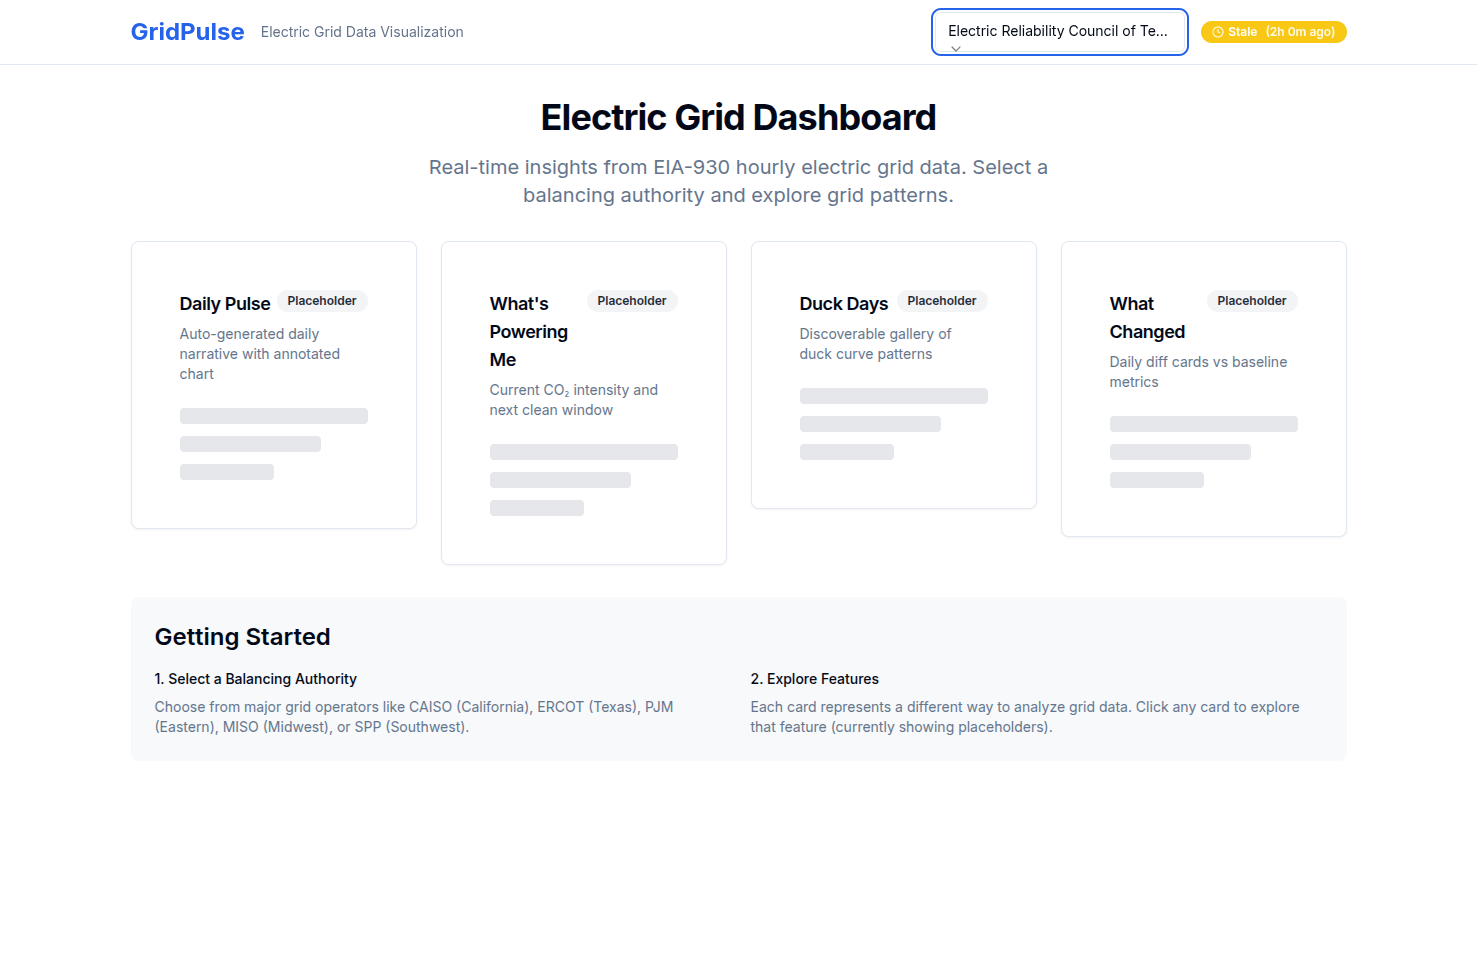 GridPulse Electric Grid Data Visualization Electric Reliability Council of Te... Stale (2h 0m ago)
Electric Grid Dashboard
Real-time insights from EIA-930 hourly electric grid data. Select a
balancing authority and explore grid patterns.
Daily Pulse Placeholder
Auto-generated daily
narrative with annotated
chart
What's Placeholder
Powering
Me
Current CO₂ intensity and
next clean window
Duck Days Placeholder
Discoverable gallery of
duck curve patterns
What Placeholder
Changed
Daily diff cards vs baseline
metrics
Getting Started
1. Select a Balancing Authority
Choose from major grid operators like CAISO (California), ERCOT (Texas), PJM
(Eastern), MISO (Midwest), or SPP (Southwest).
2. Explore Features
Each card represents a different way to analyze grid data. Click any card to explore
that feature (currently showing placeholders).